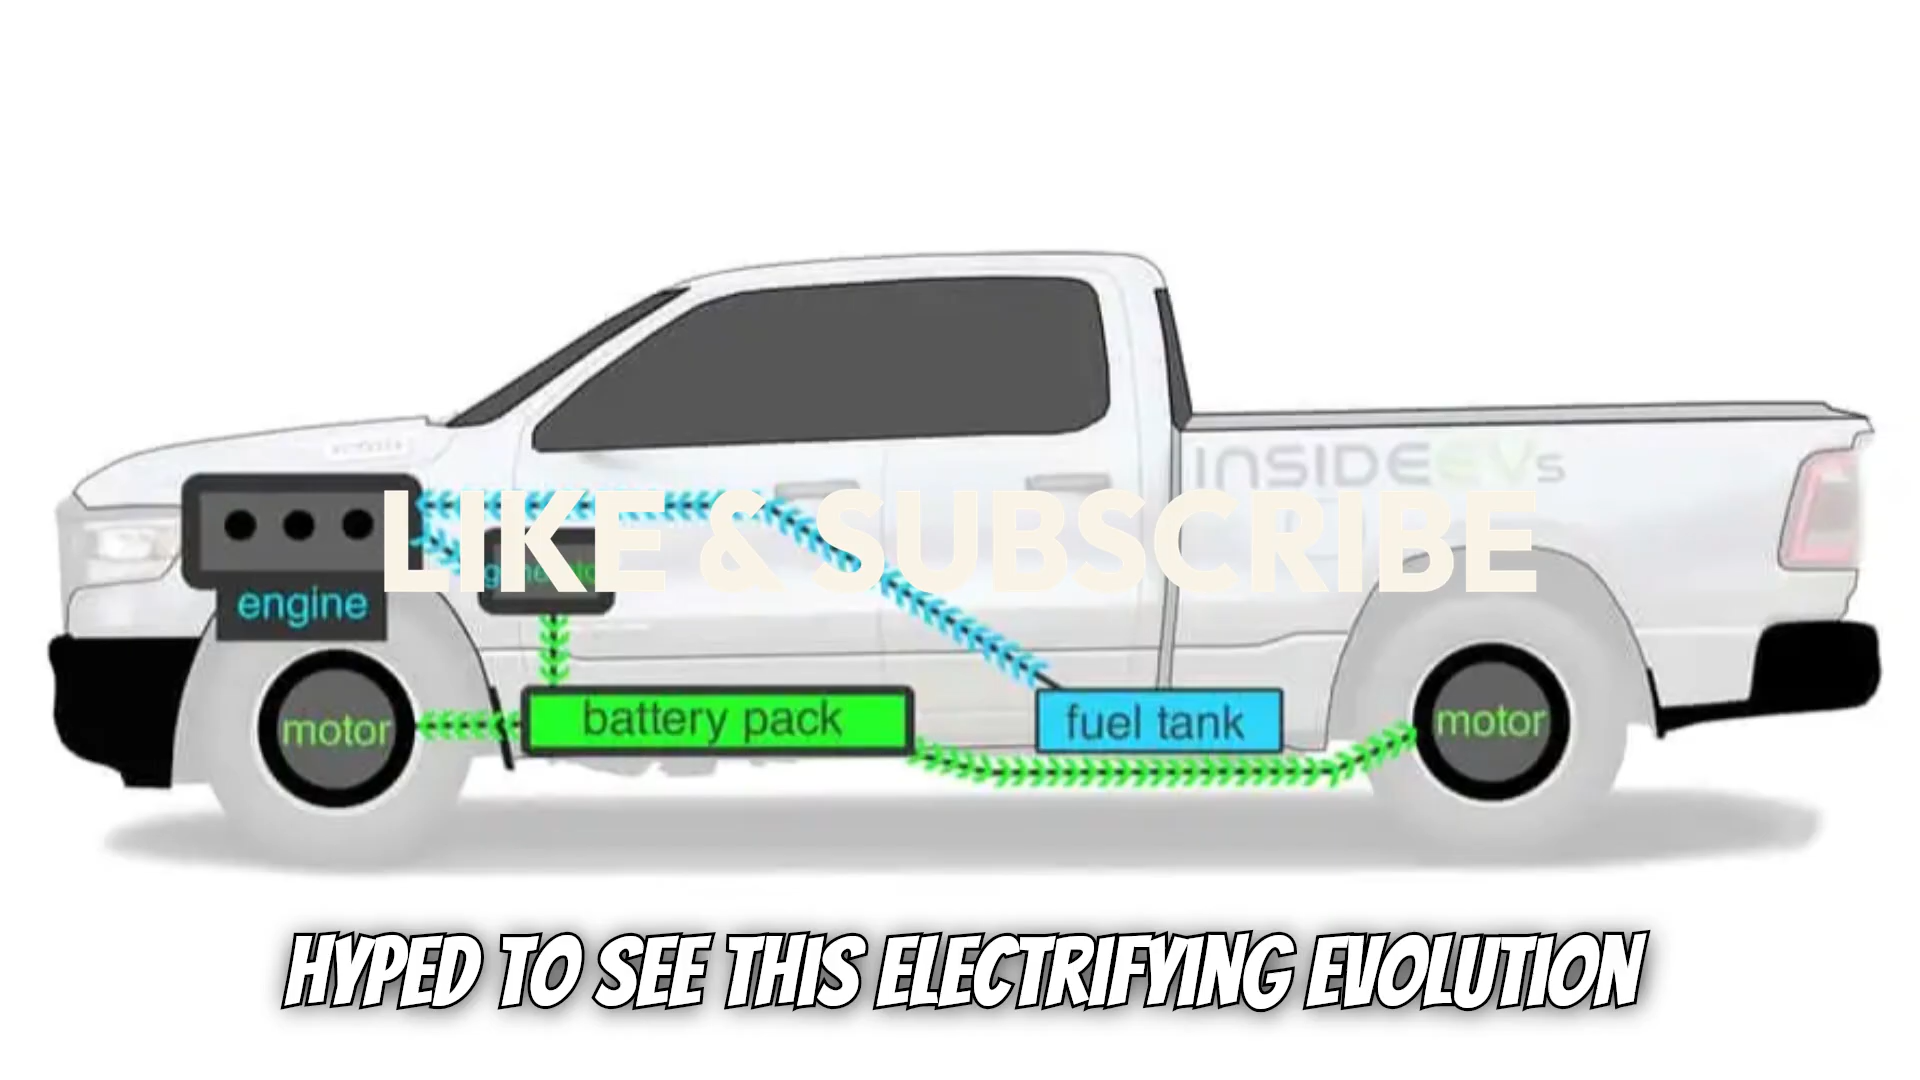 INSIDEEVs
LIKE & SUBSCRIBE
engine
battery pack
fuel tank
motor
motor
HYPED TO SEE THIS ELECTRIFYING EVOLUTION